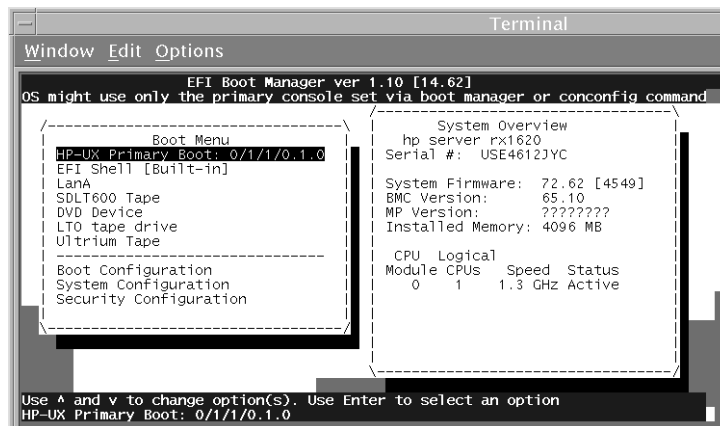 Terminal
Window Edit Options
EFI Boot Manager ver 1.10 [14.62]
OS might use only the primary console set via boot manager or conconfig command
Boot Menu
HP-UX Primary Boot: 0/1/1/0.1.0
EFI Shell [Built-in]
LanA
SDLT600 Tape
DVD Device
LTO tape drive
Ultrium Tape
Boot Configuration
System Configuration
Security Configuration
System Overview
hp server rx1620
Serial #: USE4612JYC
System Firmware: 72.62 [4549]
BMC Version: 65.10
MP Version: ????????
Installed Memory: 4096 MB
CPU Logical
Module CPUs Speed Status
0 1 1.3 GHz Active
Use ^ and v to change option(s). Use Enter to select an option
HP-UX Primary Boot: 0/1/1/0.1.0